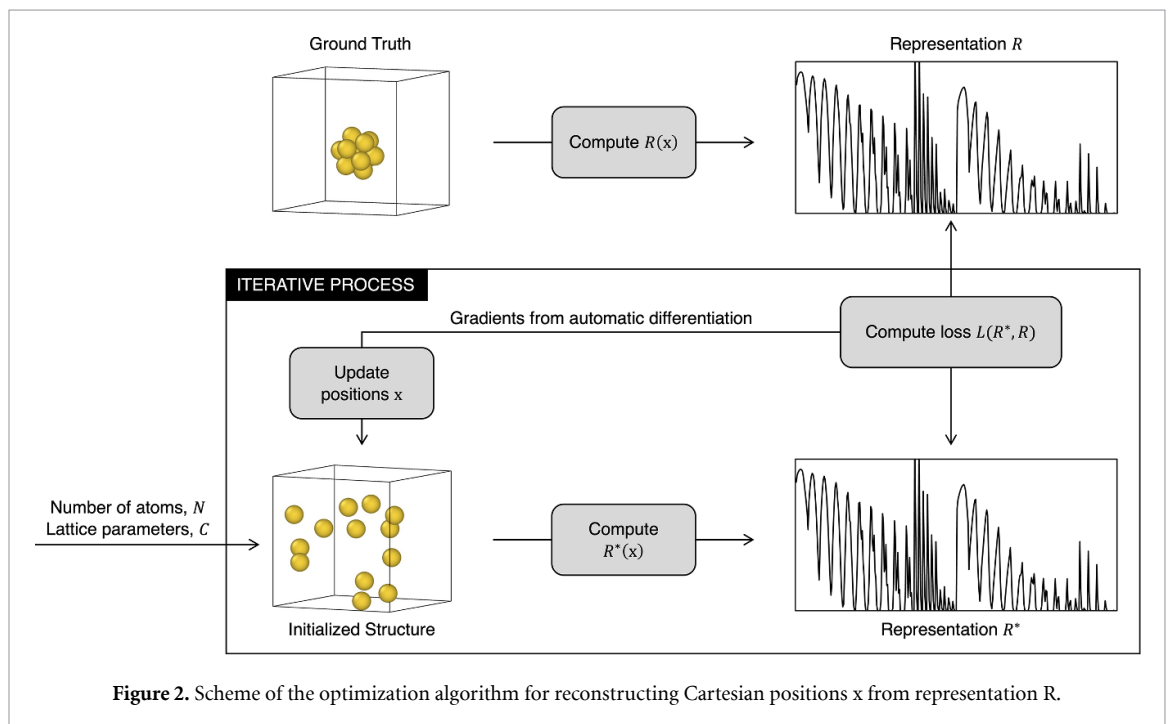 Ground Truth
Representation R
Compute R(x)
ITERATIVE PROCESS
Gradients from automatic differentiation
Compute loss L(R*, R)
Update
positions x
Number of atoms, N
Lattice parameters, C
Compute
R*(x)
Initialized Structure
Representation R*
Figure 2. Scheme of the optimization algorithm for reconstructing Cartesian positions x from representation R.